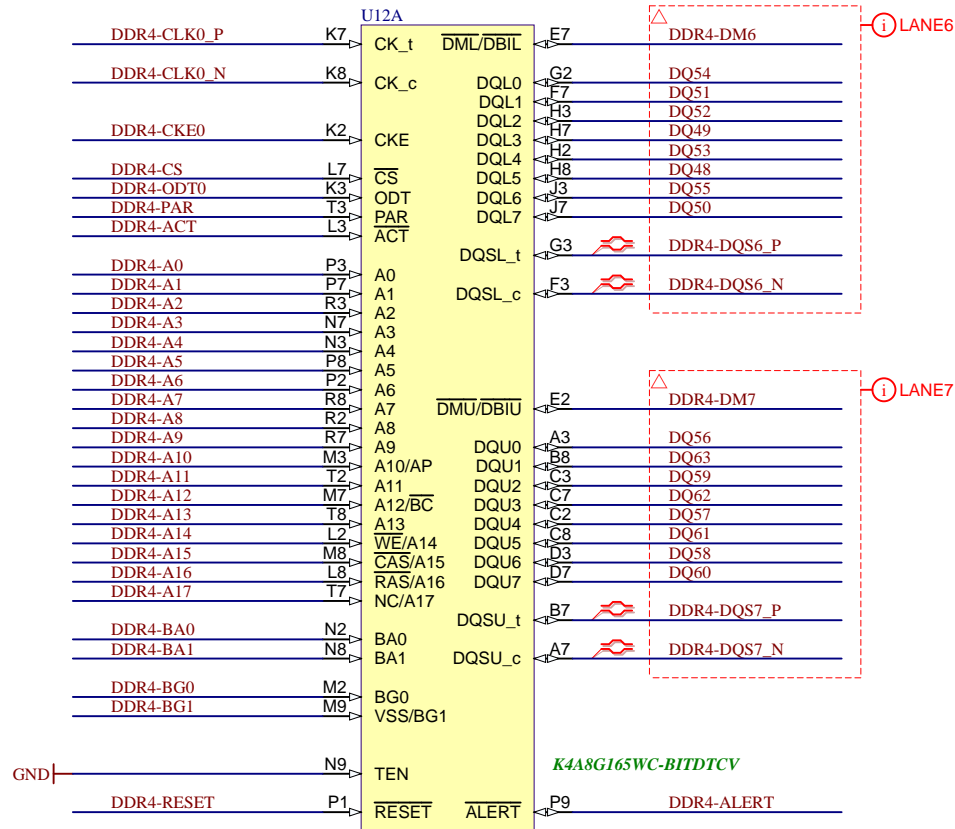 U12A
DDR4-CLK0_P K7 CK_t DML/DBIL E7 DDR4-DM6 i LANE6
DDR4-CLK0_N K8 CK_c DQL0 G2 DQ54
DQL1 F7 DQ51
DQL2 H3 DQ52
DDR4-CKE0 K2 CKE DQL3 H7 DQ49
DQL4 H2 DQ53
DDR4-CS L7 CS DQL5 H8 DQ48
DDR4-ODT0 K3 ODT DQL6 J3 DQ55
DDR4-PAR T3 PAR DQL7 J7 DQ50
DDR4-ACT L3 ACT
DQSL_t G3 DDR4-DQS6_P
DDR4-A0 P3 A0
DDR4-A1 P7 A1 DQSL_c F3 DDR4-DQS6_N
DDR4-A2 R3 A2
DDR4-A3 N7 A3
DDR4-A4 N3 A4
DDR4-A5 P8 A5
DDR4-A6 P2 A6
DDR4-A7 R8 A7 DMU/DBIU E2 DDR4-DM7 i LANE7
DDR4-A8 R2 A8
DDR4-A9 R7 A9 DQU0 A3 DQ56
DDR4-A10 M3 A10/AP DQU1 B8 DQ63
DDR4-A11 T2 A11 DQU2 C3 DQ59
DDR4-A12 M7 A12/BC DQU3 C7 DQ62
DDR4-A13 T8 A13 DQU4 C2 DQ57
DDR4-A14 L2 WE/A14 DQU5 C8 DQ61
DDR4-A15 M8 CAS/A15 DQU6 D3 DQ58
DDR4-A16 L8 RAS/A16 DQU7 D7 DQ60
DDR4-A17 T7 NC/A17
DQSU_t B7 DDR4-DQS7_P
DDR4-BA0 N2 BA0
DDR4-BA1 N8 BA1 DQSU_c A7 DDR4-DQS7_N
DDR4-BG0 M2 BG0
DDR4-BG1 M9 VSS/BG1
GND N9 TEN K4A8G165WC-BITDTCV
DDR4-RESET P1 RESET ALERT P9 DDR4-ALERT